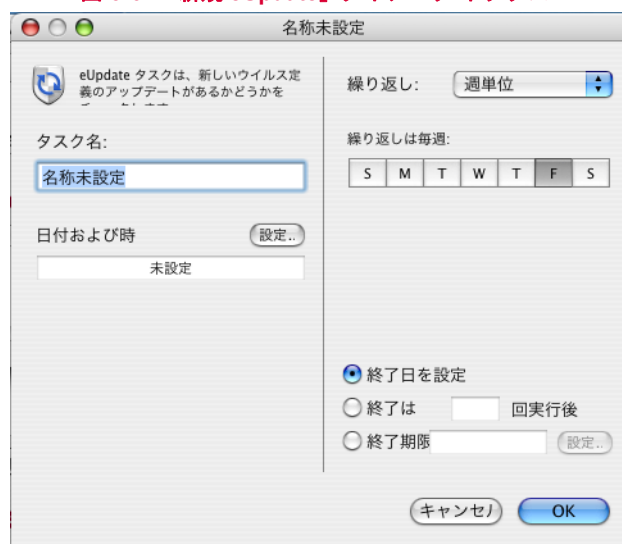 名称未設定
eUpdate タスクは、新しいウイルス定
義のアップデートがあるかどうかを
タスク名:
名称未設定
日付および時
設定..
未設定
繰り返し:
週単位
繰り返しは毎週:
S M T W T F S
終了日を設定
終了は 回実行後
終了期限
設定..
キャンセル
OK